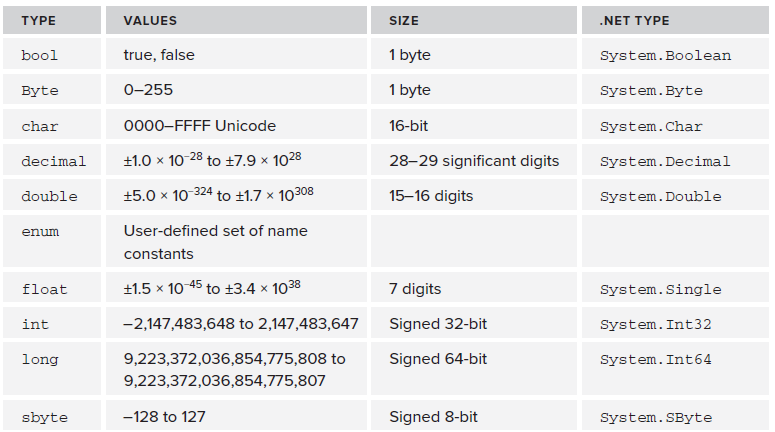 TYPE VALUES SIZE .NET TYPE
bool true, false 1 byte System.Boolean
Byte 0–255 1 byte System.Byte
char 0000–FFFF Unicode 16-bit System.Char
decimal ±1.0 × 10⁻²⁸ to ±7.9 × 10²⁸ 28–29 significant digits System.Decimal
double ±5.0 × 10⁻³²⁴ to ±1.7 × 10³⁰⁸ 15–16 digits System.Double
enum User-defined set of name
constants
float ±1.5 × 10⁻⁴⁵ to ±3.4 × 10³⁸ 7 digits System.Single
int –2,147,483,648 to 2,147,483,647 Signed 32-bit System.Int32
long 9,223,372,036,854,775,808 to Signed 64-bit System.Int64
9,223,372,036,854,775,807
sbyte –128 to 127 Signed 8-bit System.SByte